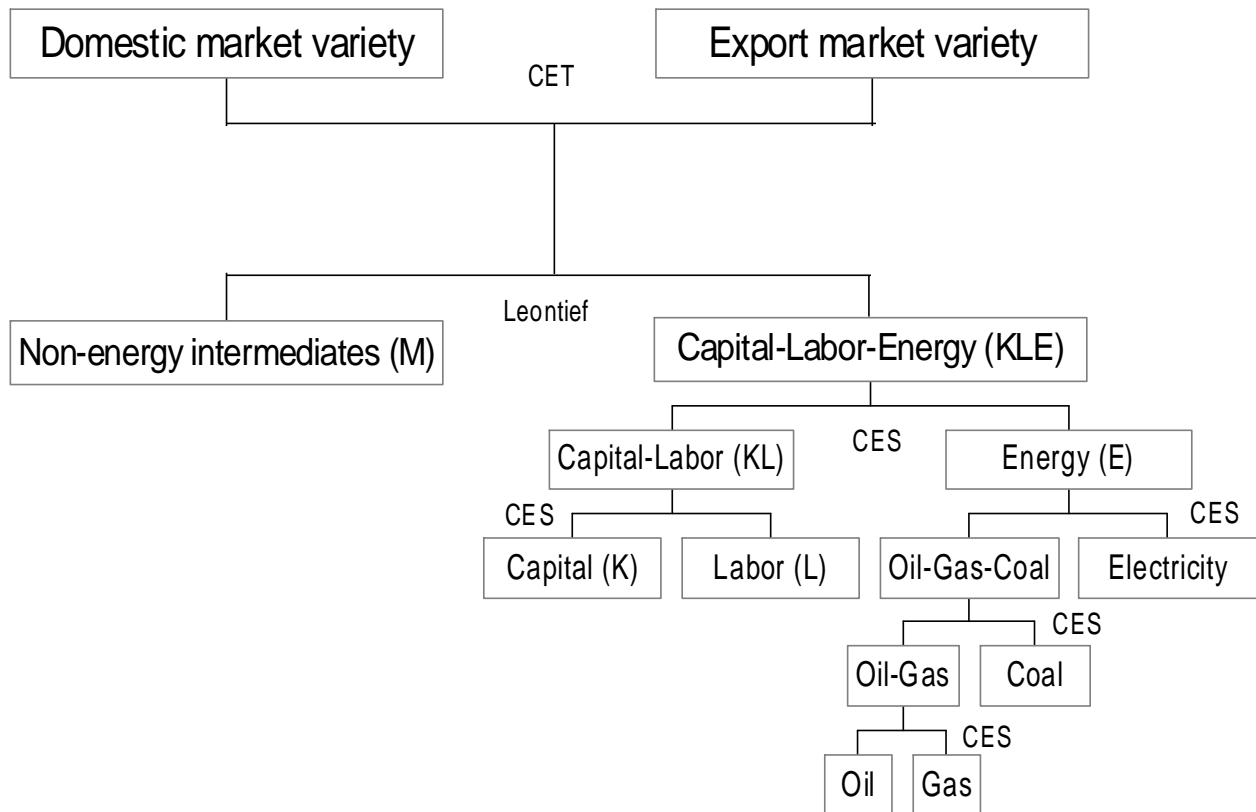 Domestic market variety
Export market variety
CET
Leontief
Non-energy intermediates (M)
Capital-Labor-Energy (KLE)
CES
Capital-Labor (KL)
Energy (E)
CES
CES
Capital (K)
Labor (L)
Oil-Gas-Coal
Electricity
CES
Oil-Gas
Coal
CES
Oil
Gas